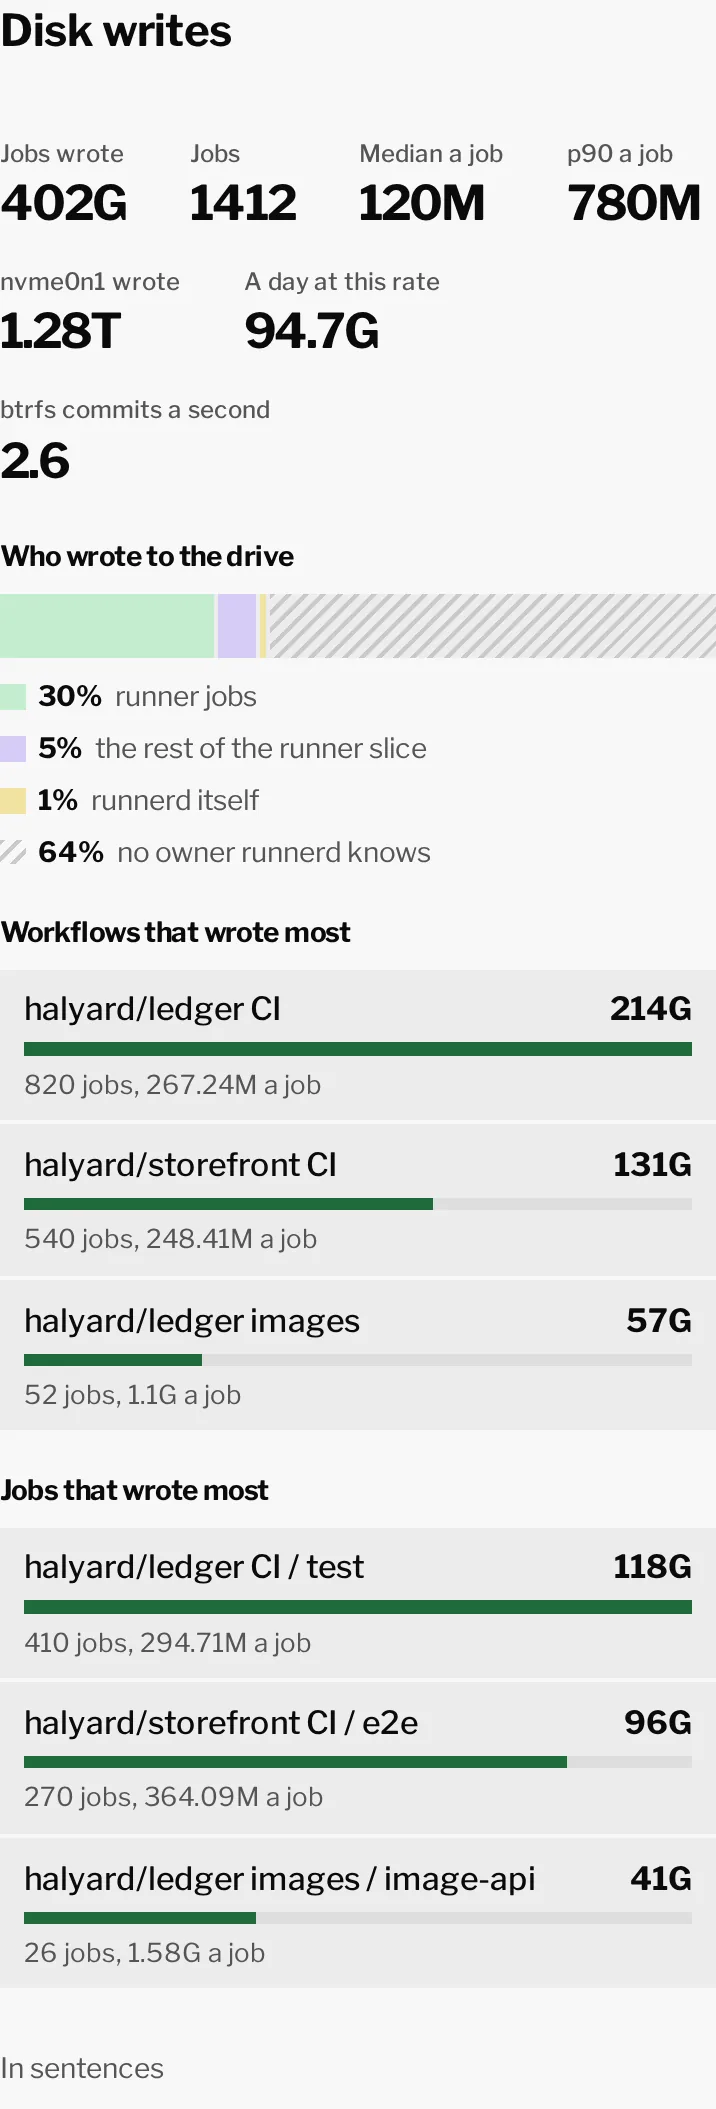 Disk writes
Jobs wrote Jobs Median a job p90 a job
402G 1412 120M 780M
nvme0n1 wrote A day at this rate
1.28T 94.7G
btrfs commits a second
2.6
Who wrote to the drive
30% runner jobs
5% the rest of the runner slice
1% runnerd itself
64% no owner runnerd knows
Workflows that wrote most
halyard/ledger CI 214G
820 jobs, 267.24M a job
halyard/storefront CI 131G
540 jobs, 248.41M a job
halyard/ledger images 57G
52 jobs, 1.1G a job
Jobs that wrote most
halyard/ledger CI / test 118G
410 jobs, 294.71M a job
halyard/storefront CI / e2e 96G
270 jobs, 364.09M a job
halyard/ledger images / image-api 41G
26 jobs, 1.58G a job
In sentences